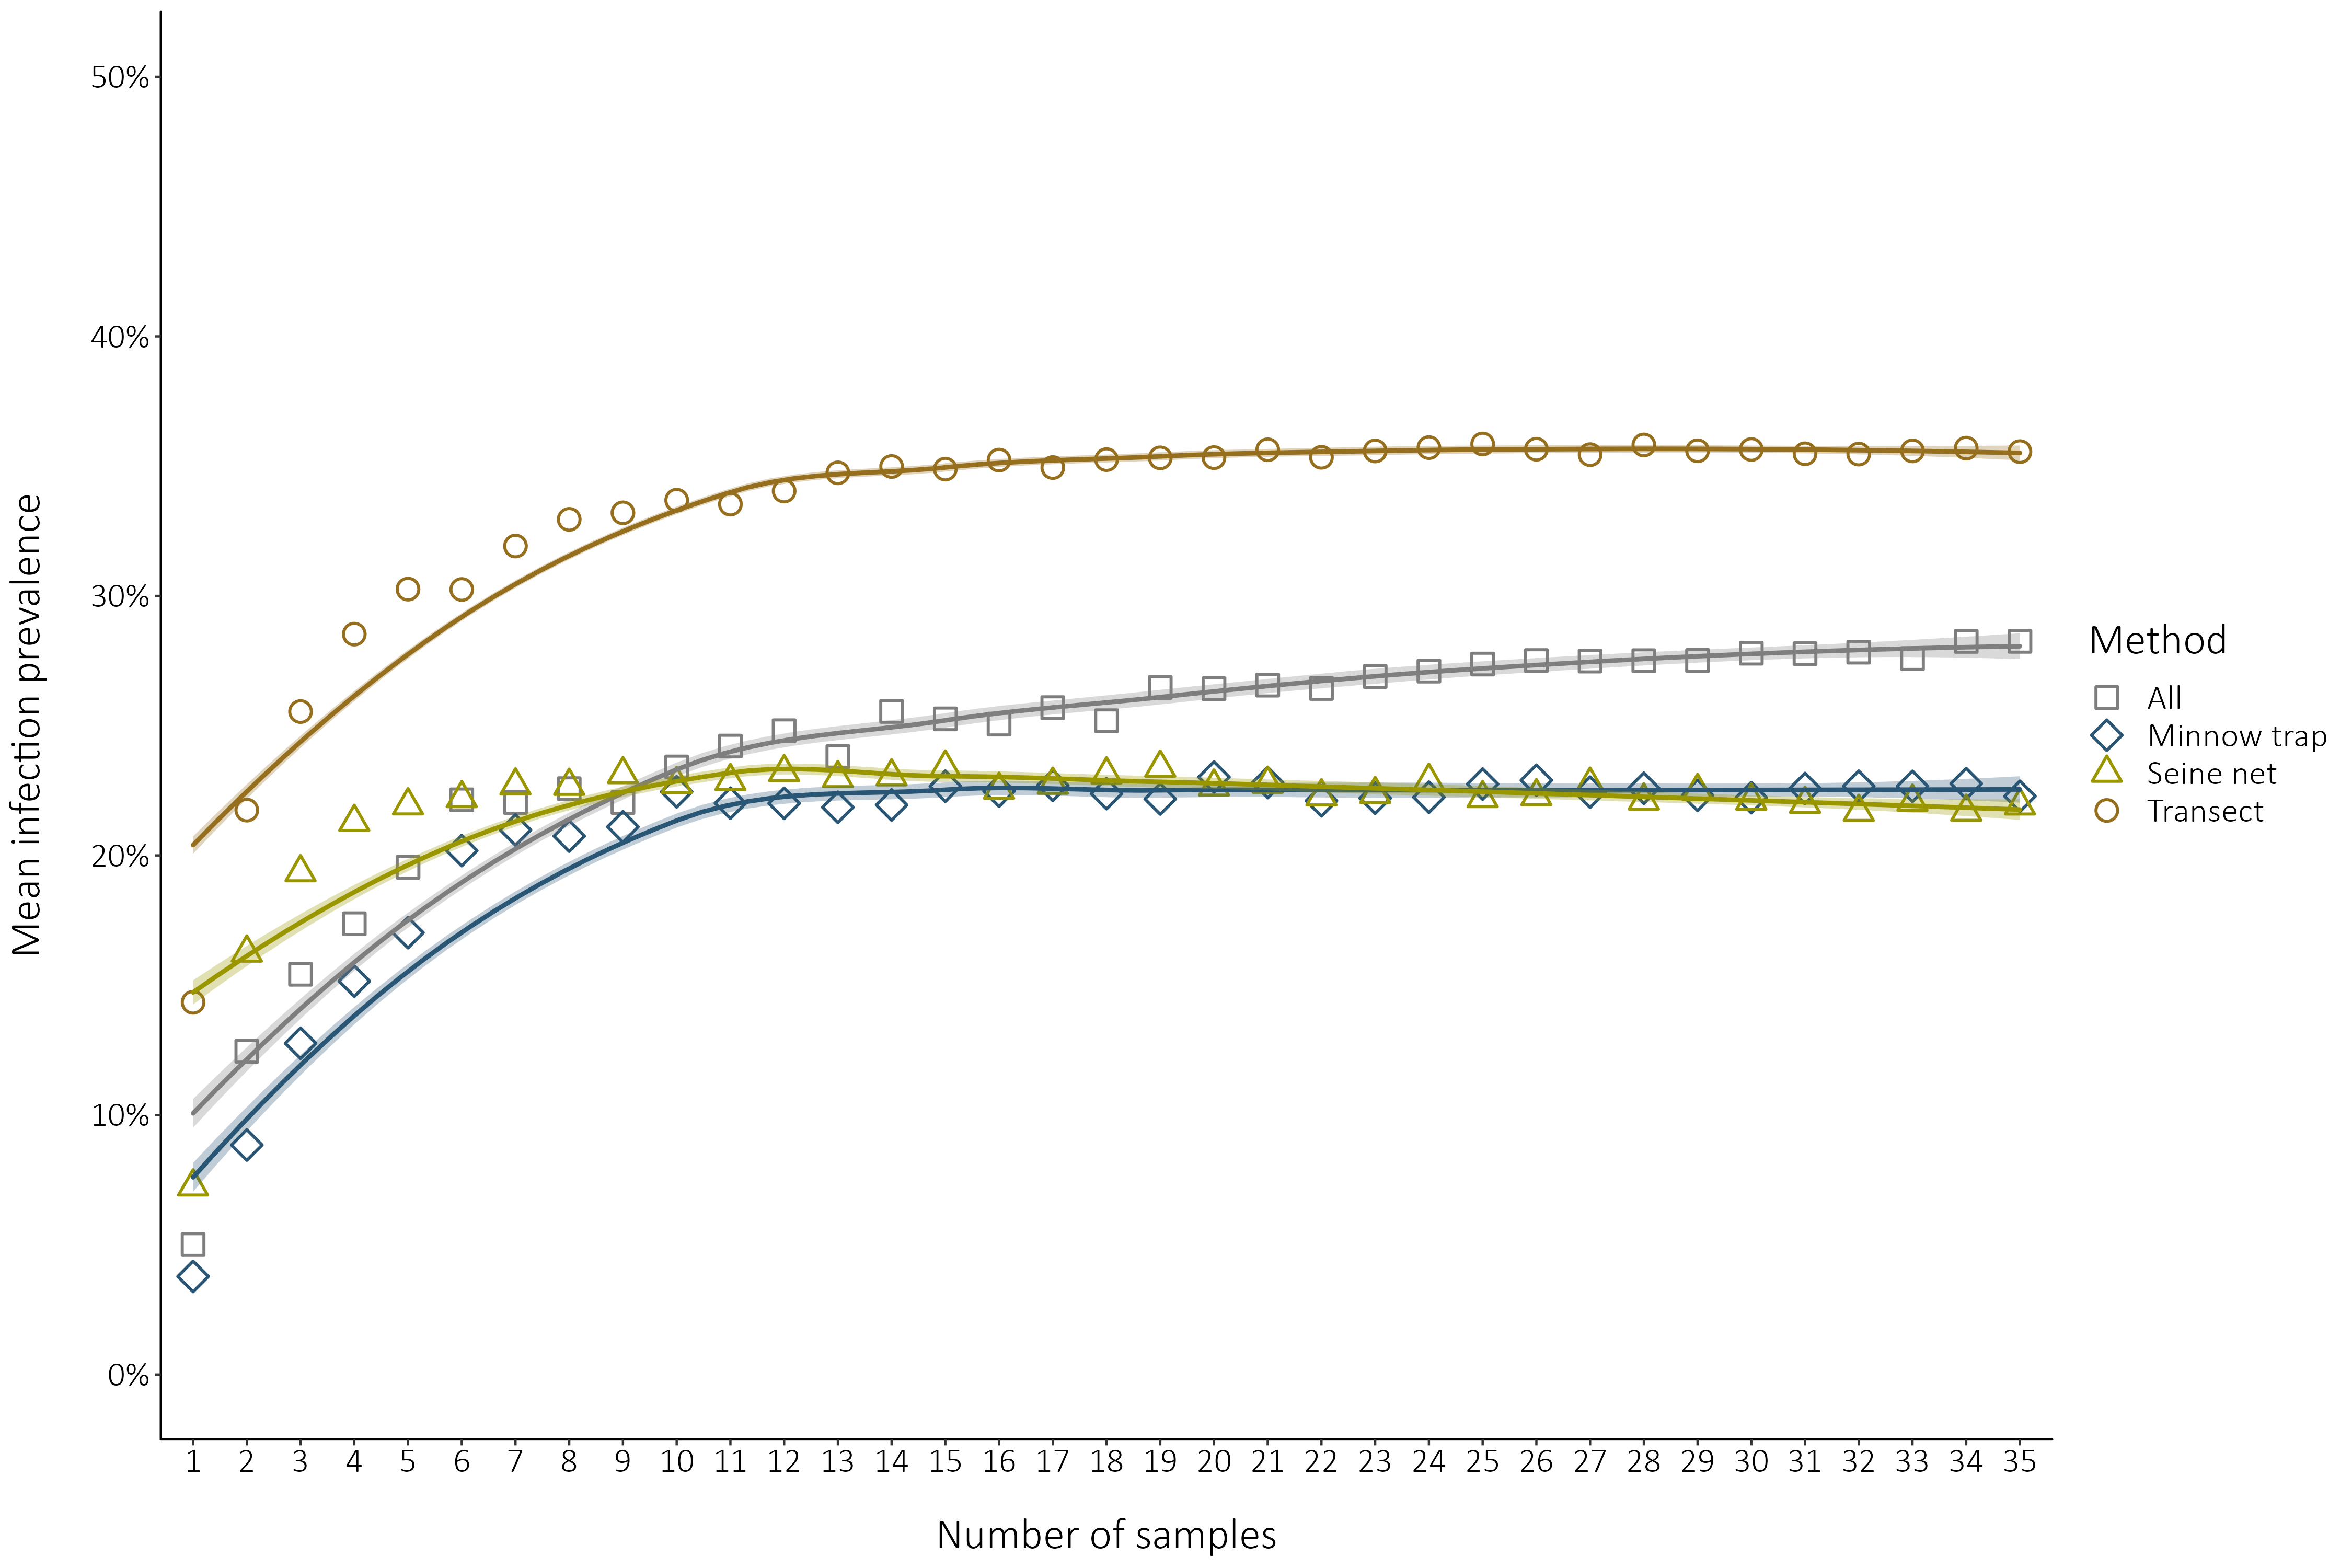 Mean infection prevalence
50%
40%
30%
20%
10%
0%
1 2 3 4 5 6 7 8 9 10 11 12 13 14 15 16 17 18 19 20 21 22 23 24 25 26 27 28 29 30 31 32 33 34 35
Number of samples
Method
All
Minnow trap
Seine net
Transect